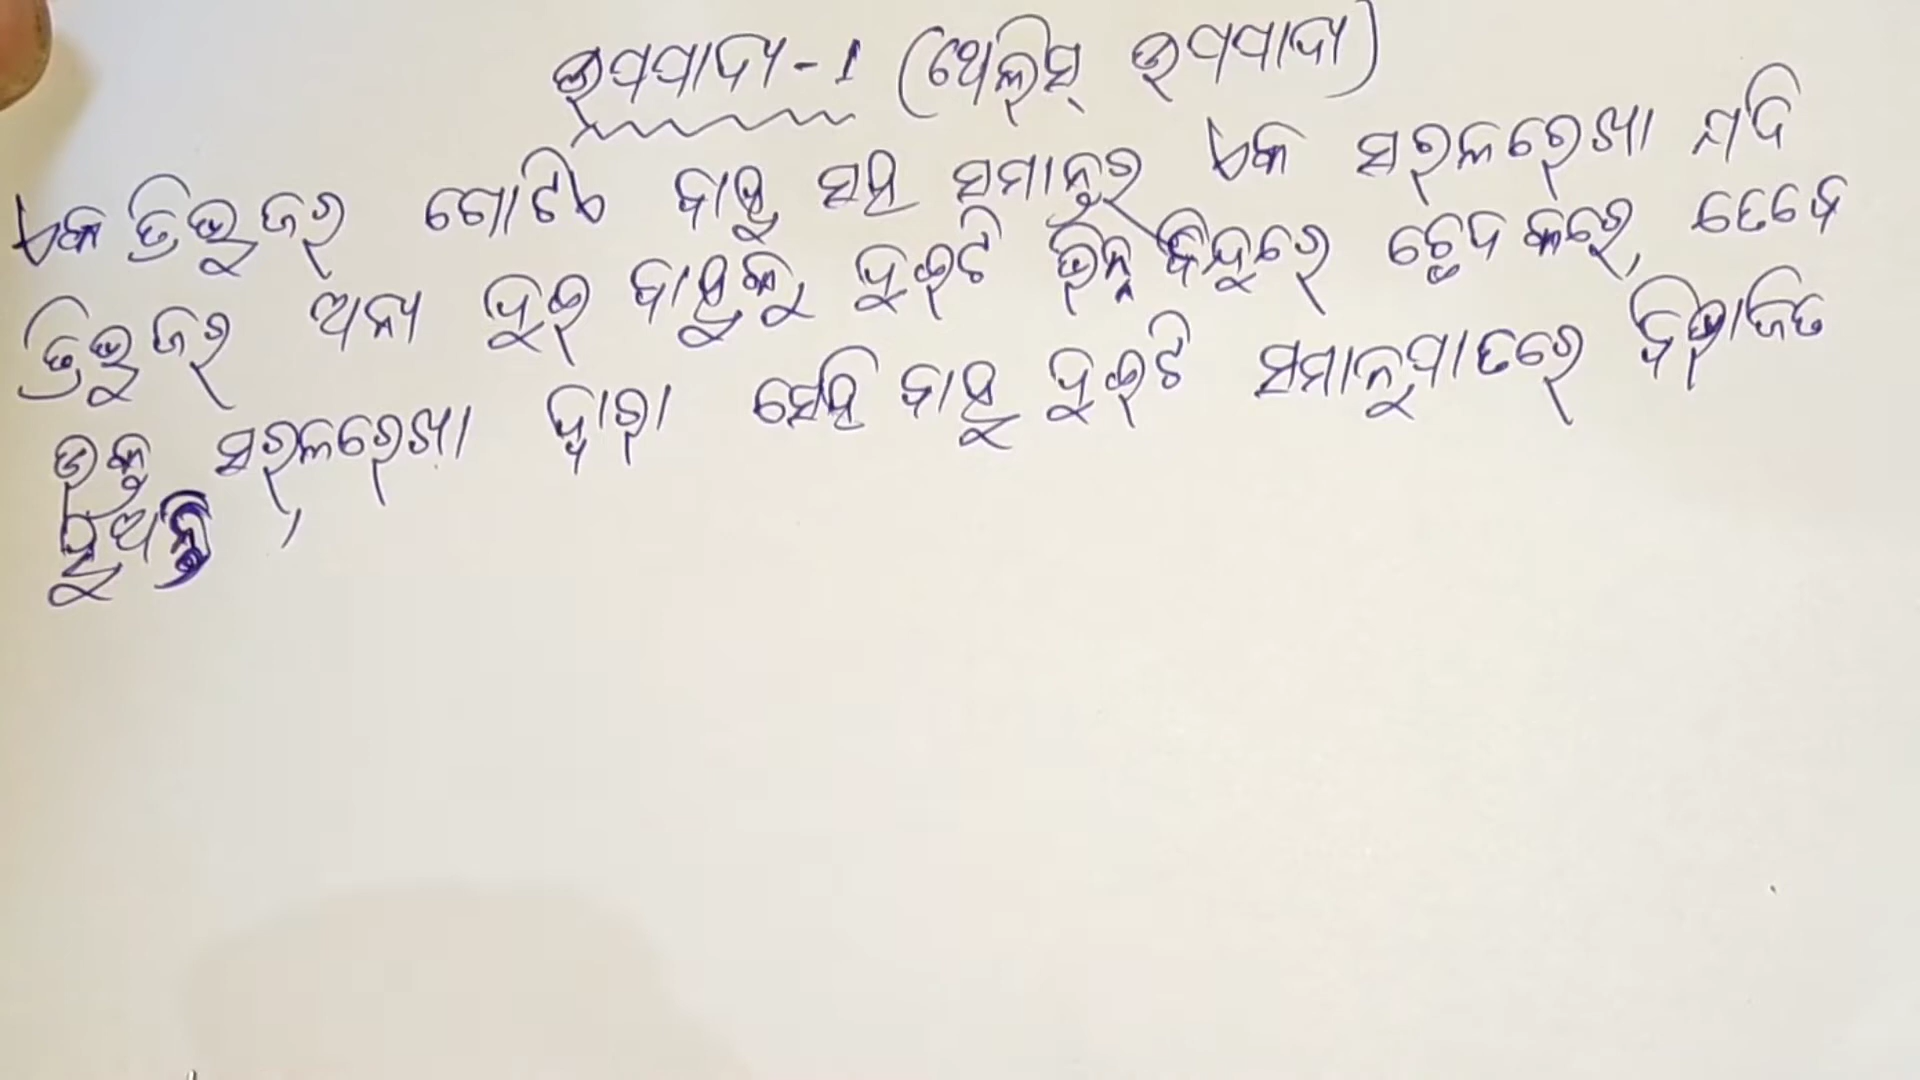 ଉପପାଦ୍ୟ-1 (ଥେଲିସ୍ ଉପପାଦ୍ୟ)
ଏକ ତ୍ରିଭୁଜର ଗୋଟିଏ ବାହୁ ସହ ସମାନ୍ତର ଏକ ସରଳରେଖା ଯଦି
ତ୍ରିଭୁଜର ଅନ୍ୟ ଦୁଇ ବାହୁକୁ ଦୁଇଟି ଭିନ୍ନ ବିନ୍ଦୁରେ ଛେଦ କରେ, ତେବେ
ଉକ୍ତ ସରଳରେଖା ଦ୍ୱାରା ସେହି ବାହୁ ଦୁଇଟି ସମାନୁପାତରେ ବିଭାଜିତ
ହୁଅନ୍ତି,